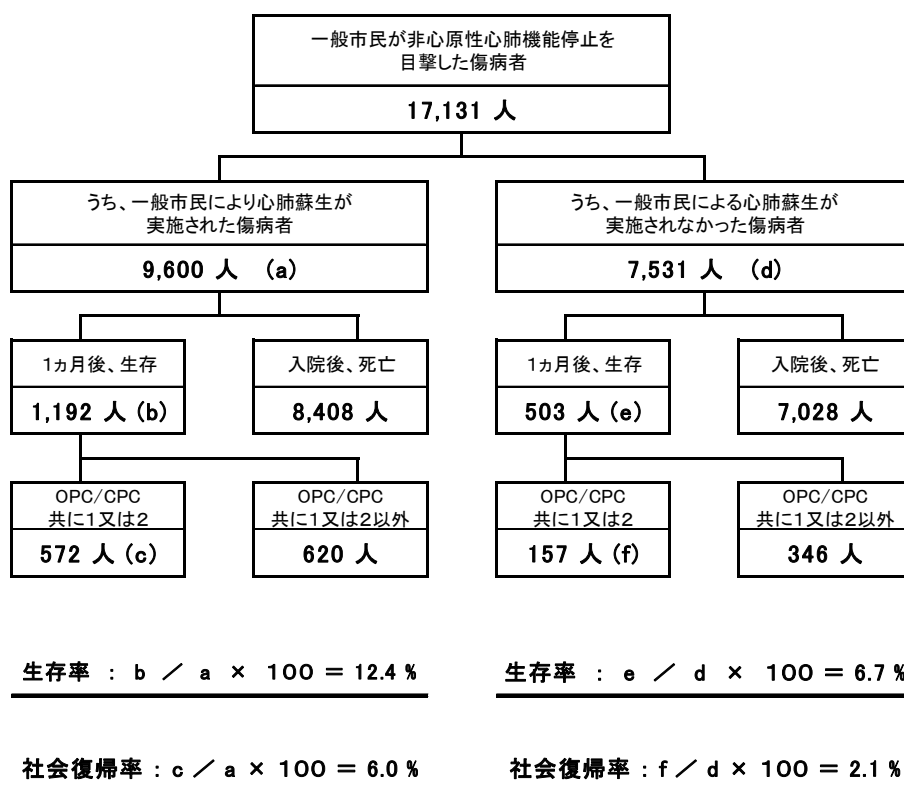 一般市民が非心原性心肺機能停止を
目撃した傷病者
17,131 人
うち、一般市民により心肺蘇生が
実施された傷病者
9,600 人 (a)
うち、一般市民による心肺蘇生が
実施されなかった傷病者
7,531 人 (d)
1ヵ月後、生存
1,192 人 (b)
入院後、死亡
8,408 人
1ヵ月後、生存
503 人 (e)
入院後、死亡
7,028 人
OPC/CPC
共に1又は2
572 人 (c)
OPC/CPC
共に1又は2以外
620 人
OPC/CPC
共に1又は2
157 人 (f)
OPC/CPC
共に1又は2以外
346 人
生存率 : b / a × 100 = 12.4 %
生存率 : e / d × 100 = 6.7 %
社会復帰率 : c / a × 100 = 6.0 %
社会復帰率 : f / d × 100 = 2.1 %